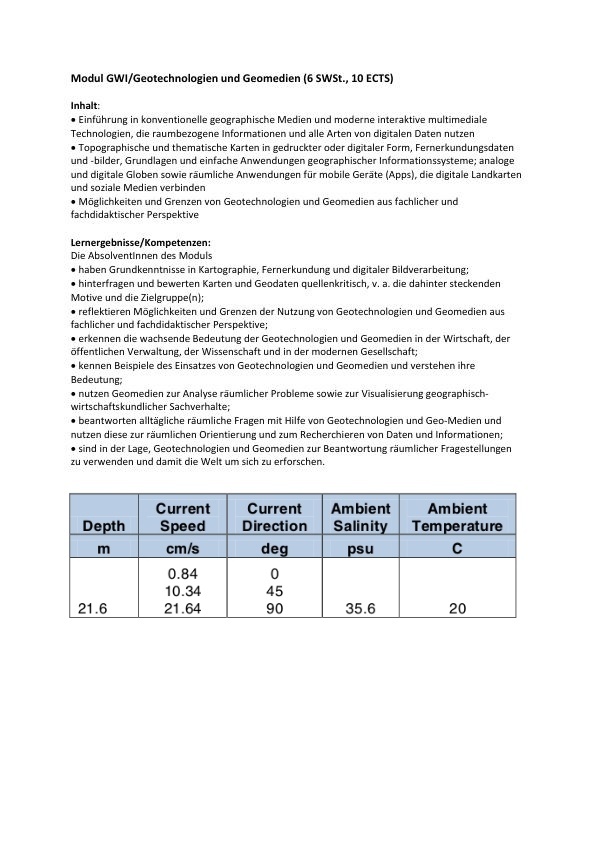 Modul GWI/Geotechnologien und Geomedien (6 SWSt., 10 ECTS)
Inhalt:
• Einführung in konventionelle geographische Medien und moderne interaktive multimediale
Technologien, die raumbezogene Informationen und alle Arten von digitalen Daten nutzen
• Topographische und thematische Karten in gedruckter oder digitaler Form, Fernerkundungsdaten
und -bilder, Grundlagen und einfache Anwendungen geographischer Informationssysteme; analoge
und digitale Globen sowie räumliche Anwendungen für mobile Geräte (Apps), die digitale Landkarten
und soziale Medien verbinden
• Möglichkeiten und Grenzen von Geotechnologien und Geomedien aus fachlicher und
fachdidaktischer Perspektive
Lernergebnisse/Kompetenzen:
Die AbsolventInnen des Moduls
• haben Grundkenntnisse in Kartographie, Fernerkundung und digitaler Bildverarbeitung;
• hinterfragen und bewerten Karten und Geodaten quellenkritisch, v. a. die dahinter steckenden
Motive und die Zielgruppe(n);
• reflektieren Möglichkeiten und Grenzen der Nutzung von Geotechnologien und Geomedien aus
fachlicher und fachdidaktischer Perspektive;
• erkennen die wachsende Bedeutung der Geotechnologien und Geomedien in der Wirtschaft, der
öffentlichen Verwaltung, der Wissenschaft und in der modernen Gesellschaft;
• kennen Beispiele des Einsatzes von Geotechnologien und Geomedien und verstehen ihre
Bedeutung;
• nutzen Geomedien zur Analyse räumlicher Probleme sowie zur Visualisierung geographisch-
wirtschaftskundlicher Sachverhalte;
• beantworten alltägliche räumliche Fragen mit Hilfe von Geotechnologien und Geo-Medien und
nutzen diese zur räumlichen Orientierung und zum Recherchieren von Daten und Informationen;
• sind in der Lage, Geotechnologien und Geomedien zur Beantwortung räumlicher Fragestellungen
zu verwenden und damit die Welt um sich zu erforschen.
Current Current Ambient Ambient
Depth Speed Direction Salinity Temperature
m cm/s deg psu C
0.84 0
10.34 45
21.6 21.64 90 35.6 20